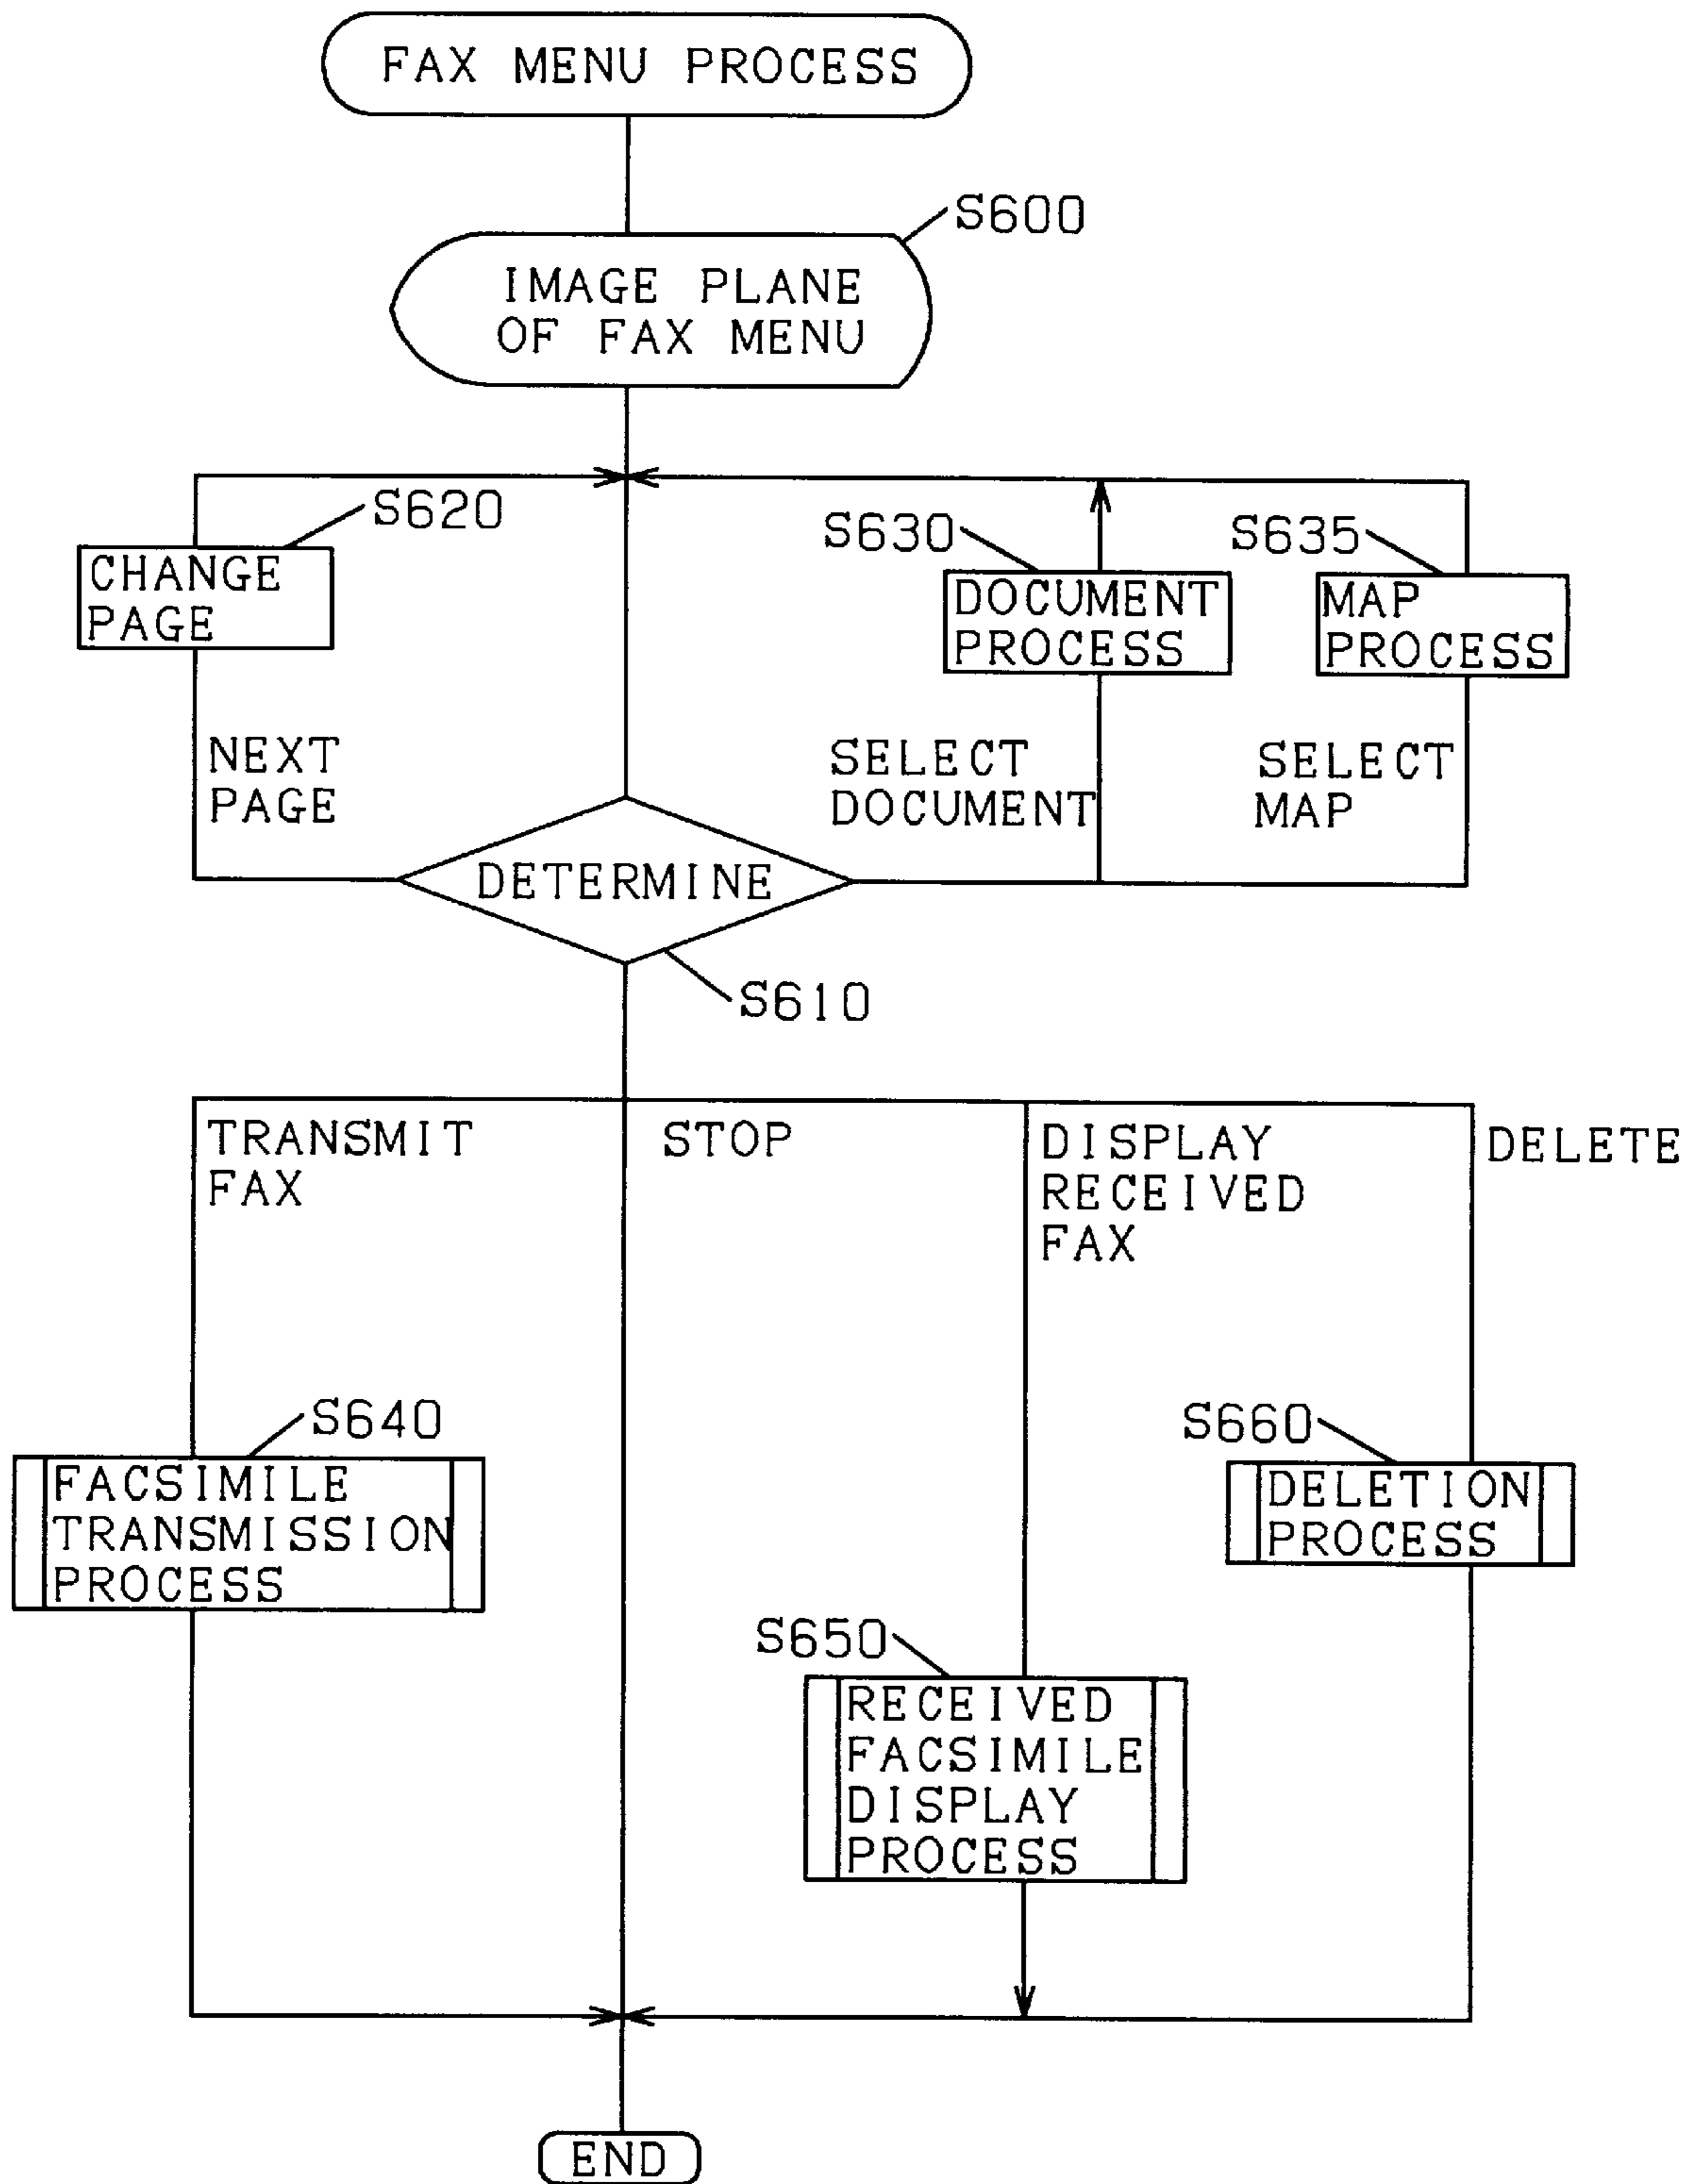 FAX MENU PROCESS
S600
IMAGE PLANE
OF FAX MENU
S620
CHANGE
PAGE
S630
DOCUMENT
PROCESS
S635
MAP
PROCESS
NEXT
PAGE
SELECT
DOCUMENT
SELECT
MAP
DETERMINE
S610
TRANSMIT
FAX
STOP
DISPLAY
RECEIVED
FAX
DELETE
S640
FACSIMILE
TRANSMISSION
PROCESS
S660
DELETION
PROCESS
S650
RECEIVED
FACSIMILE
DISPLAY
PROCESS
END